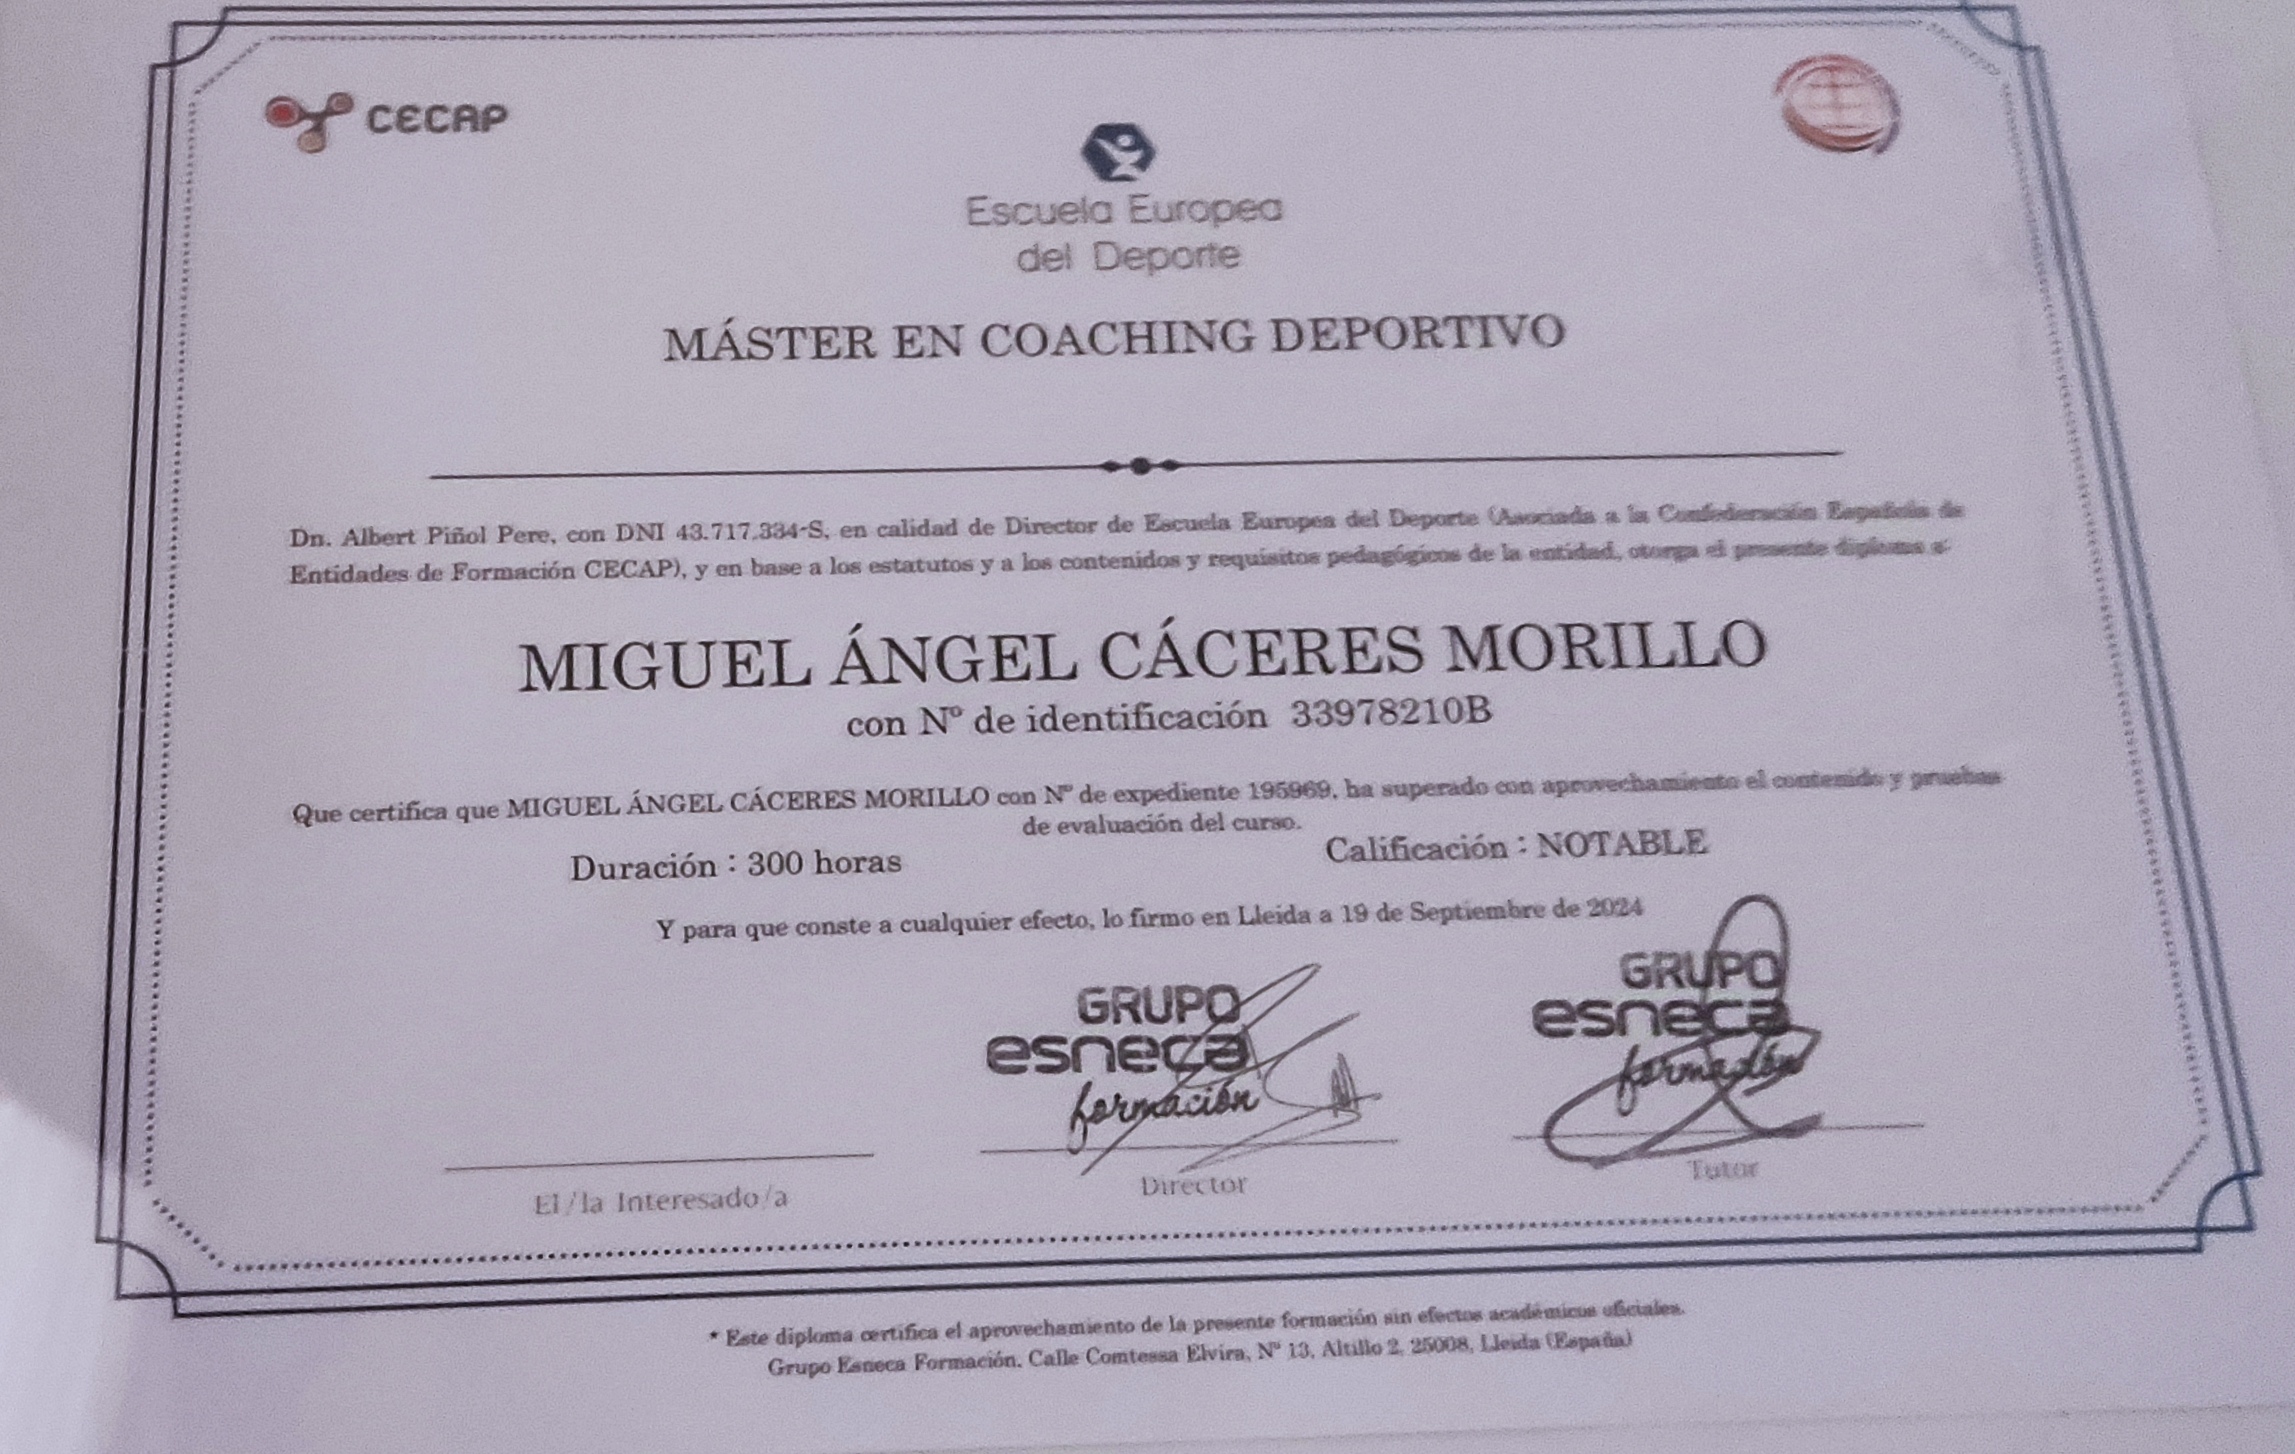 CECAP
Escuela Europea
del Deporte
MÁSTER EN COACHING DEPORTIVO
Dn. Albert Piñol Pere, con DNI 43.717.334-S, en calidad de Director de Escuela Europea del Deporte (Asociada a la Confederación Española de
Entidades de Formación CECAP), y en base a los estatutos y a los contenidos y requisitos pedagógicos de la entidad, otorga el presente diploma a:
MIGUEL ÁNGEL CÁCERES MORILLO
con Nº de identificación 33978210B
Que certifica que MIGUEL ÁNGEL CÁCERES MORILLO con Nº de expediente 195969, ha superado con aprovechamiento el contenido y pruebas
de evaluación del curso.
Duración : 300 horas
Calificación : NOTABLE
Y para que conste a cualquier efecto, lo firmo en Lleida a 19 de Septiembre de 2024
GRUPO
esneca
formación
GRUPO
esneca
formación
El/la Interesado/a
Director
Tutor
* Este diploma certifica el aprovechamiento de la presente formación sin efectos académicos oficiales.
Grupo Esneca Formación. Calle Comtessa Elvira, Nº 13, Altillo 2, 25008, Lleida (España)